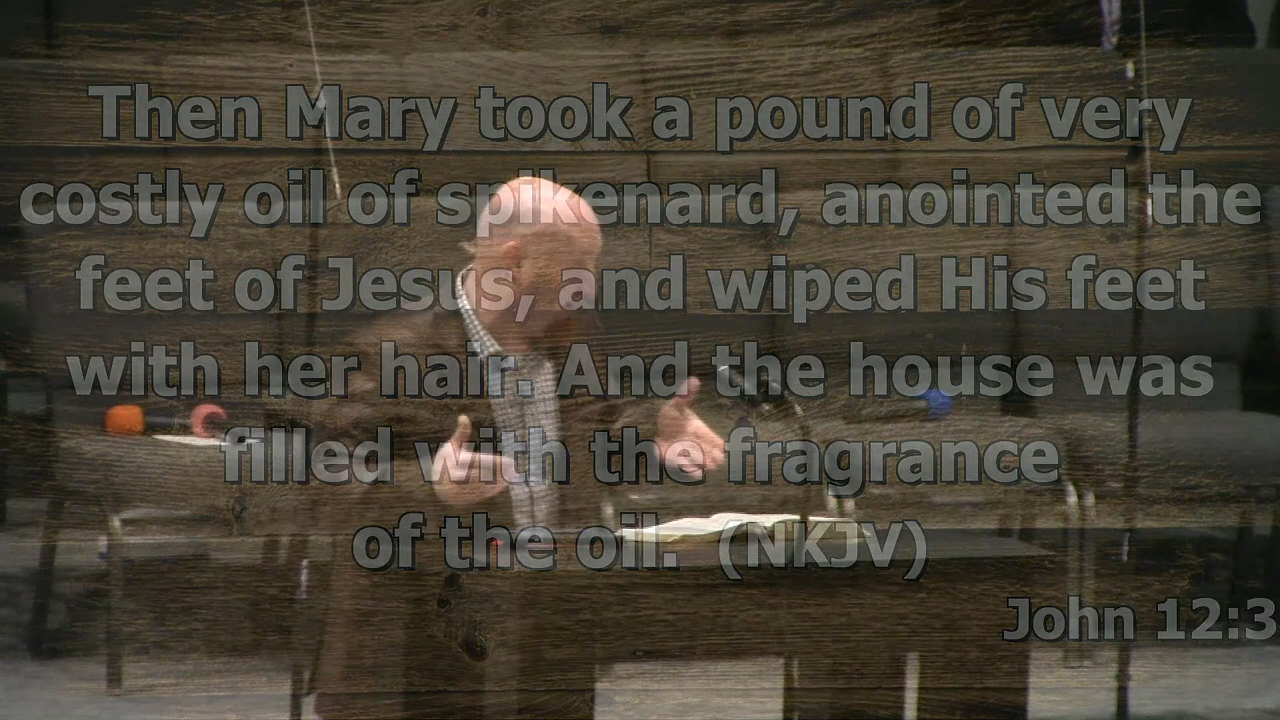 Then Mary took a pound of very
costly oil of spikenard, anointed the
feet of Jesus, and wiped His feet
with her hair. And the house was
filled with the fragrance
of the oil. (NKJV)
John 12:3